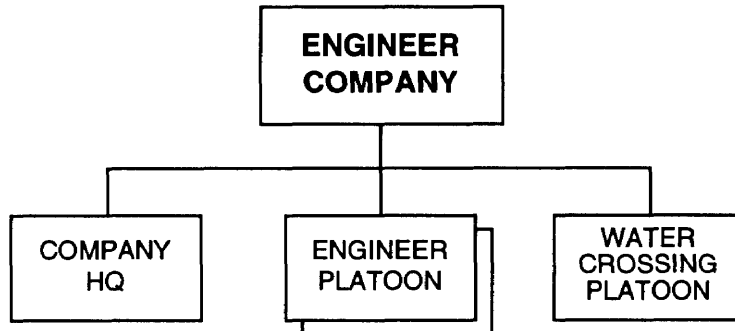 ENGINEER
COMPANY
COMPANY
HQ
ENGINEER
PLATOON
WATER
CROSSING
PLATOON